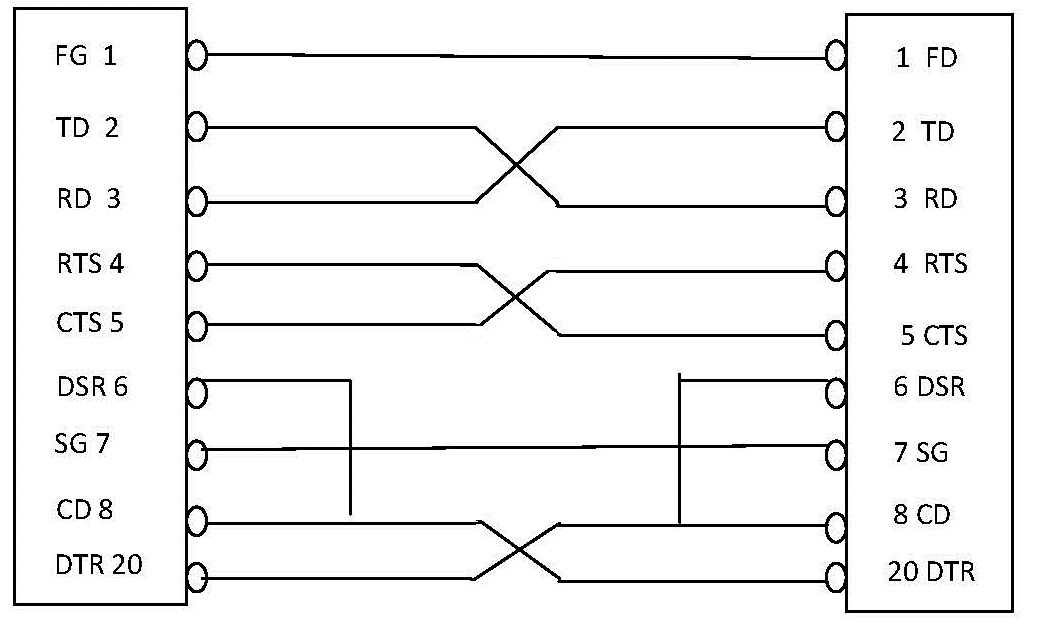 FG 1
TD 2
RD 3
RTS 4
CTS 5
DSR 6
SG 7
CD 8
DTR 20
1 FD
2 TD
3 RD
4 RTS
5 CTS
6 DSR
7 SG
8 CD
20 DTR